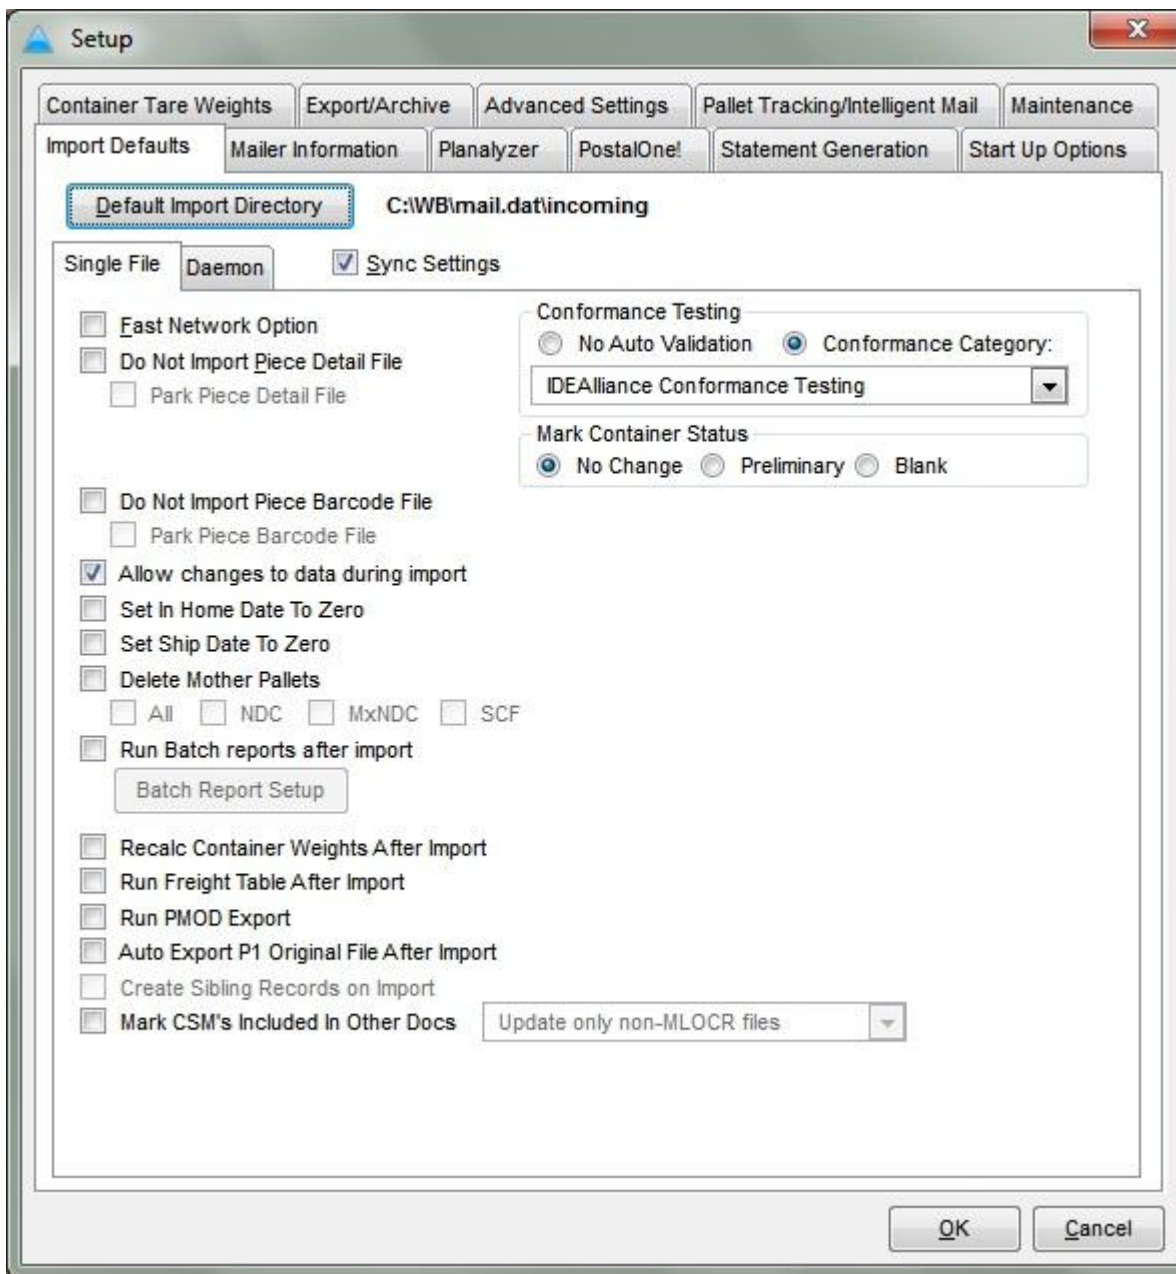 Setup
Container Tare Weights Export/Archive Advanced Settings Pallet Tracking/Intelligent Mail Maintenance
Import Defaults Mailer Information Planalyzer PostalOne! Statement Generation Start Up Options
Default Import Directory C:\WB\mail.dat\incoming
Single File Daemon Sync Settings
Fast Network Option
Do Not Import Piece Detail File
Park Piece Detail File
Conformance Testing
No Auto Validation Conformance Category:
IDEAlliance Conformance Testing
Mark Container Status
No Change Preliminary Blank
Do Not Import Piece Barcode File
Park Piece Barcode File
Allow changes to data during import
Set In Home Date To Zero
Set Ship Date To Zero
Delete Mother Pallets
All NDC MxNDC SCF
Run Batch reports after import
Batch Report Setup
Recalc Container Weights After Import
Run Freight Table After Import
Run PMOD Export
Auto Export P1 Original File After Import
Create Sibling Records on Import
Mark CSM's Included In Other Docs Update only non-MLOCR files
OK Cancel